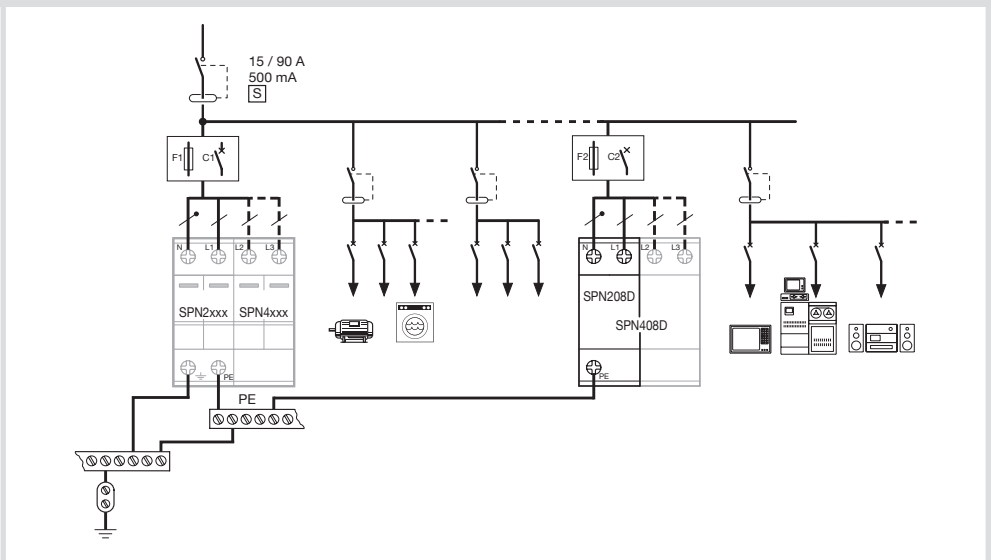 15 / 90 A
500 mA
S
F1 C1
F2 C2
N L1 L2 L3
N L1 L2 L3
SPN2xxx SPN4xxx
SPN208D
SPN408D
PE
PE
PE